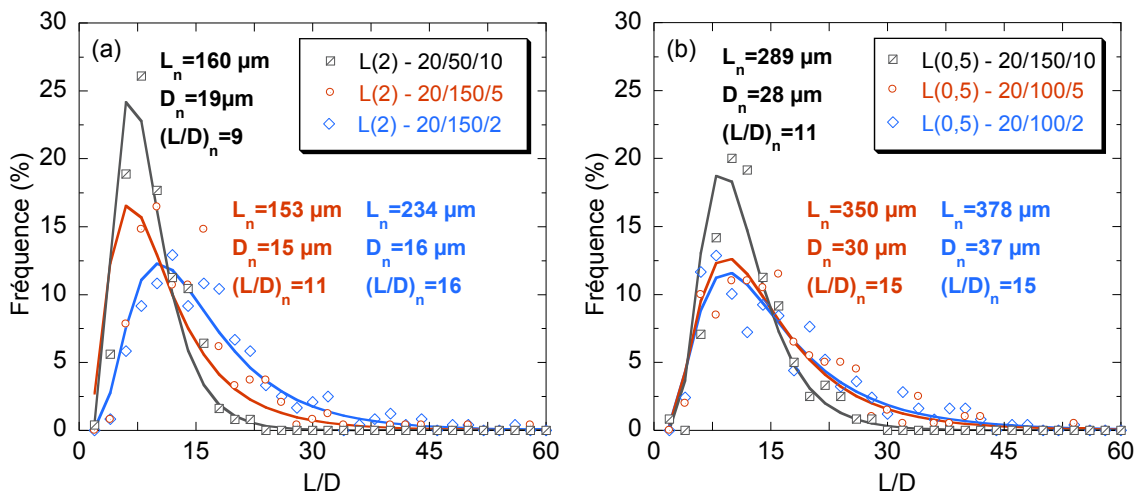 (a)
L_n=160 µm
D_n=19µm
(L/D)_n=9
L(2) - 20/50/10
L(2) - 20/150/5
L(2) - 20/150/2
L_n=153 µm
D_n=15 µm
(L/D)_n=11
L_n=234 µm
D_n=16 µm
(L/D)_n=16
Fréquence (%)
30
25
20
15
10
5
0
0 15 30 45 60
L/D
(b)
L_n=289 µm
D_n=28 µm
(L/D)_n=11
L(0,5) - 20/150/10
L(0,5) - 20/100/5
L(0,5) - 20/100/2
L_n=350 µm
D_n=30 µm
(L/D)_n=15
L_n=378 µm
D_n=37 µm
(L/D)_n=15
Fréquence (%)
30
25
20
15
10
5
0
0 15 30 45 60
L/D